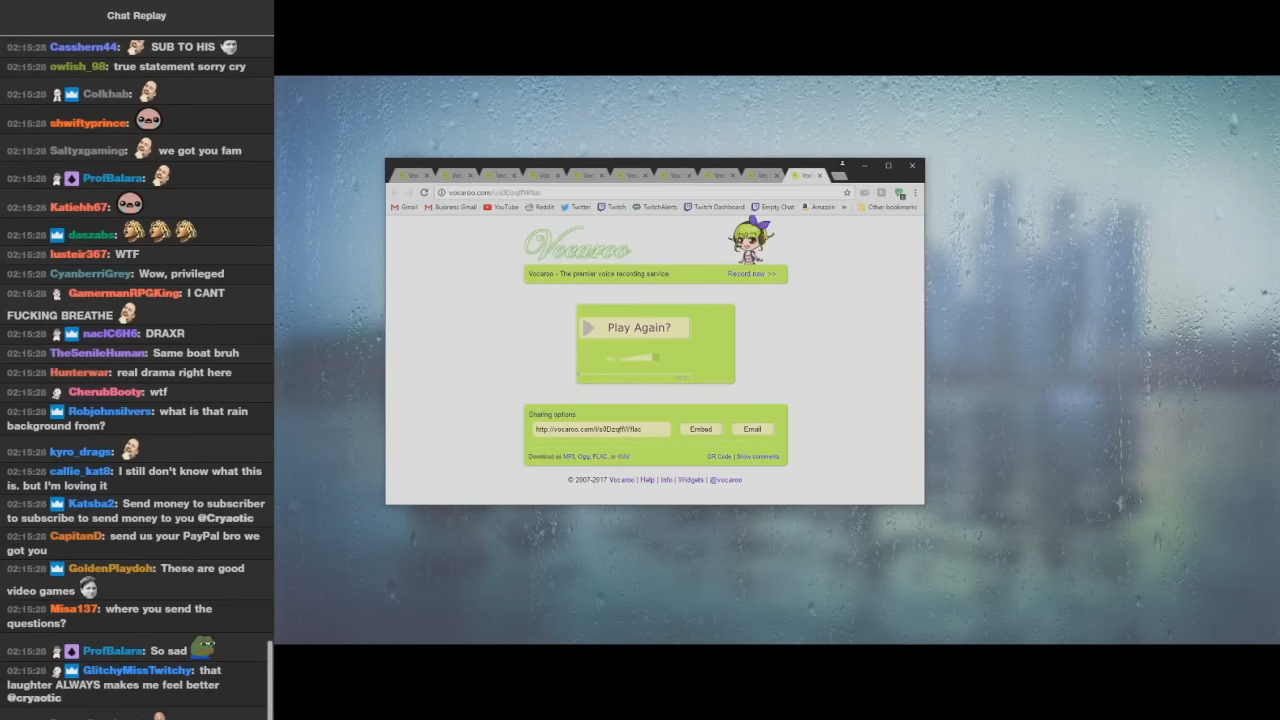 Chat Replay
02:15:28 Casshern44: SUB TO HIS
02:15:28 owlish_98: true statement sorry cry
02:15:28 Colkhab:
02:15:28 shwiftyprince:
02:15:28 Saltyxgaming: we got you fam
02:15:28 ProfBalara:
02:15:28 Katiehh67:
02:15:28 daszabs:
02:15:28 lusteir367: WTF
02:15:28 CyanberriGrey: Wow, privileged
02:15:28 GamermanRPGKing: I CANT
FUCKING BREATHE
02:15:28 naclC6H6: DRAXR
02:15:28 TheSenileHuman: Same boat bruh
02:15:28 Hunterwar: real drama right here
02:15:28 CherubBooty: wtf
02:15:28 Robjohnsilvers: what is that rain
background from?
02:15:28 kyro_drags:
02:15:28 callie_kat8: I still don't know what this
is. but I'm loving it
02:15:28 Katsba2: Send money to subscriber
to subscribe to send money to you @Cryaotic
02:15:28 CapitanD: send us your PayPal bro we
got you
02:15:28 GoldenPlaydoh: These are good
video games
02:15:28 Misa137: where you send the
questions?
02:15:28 ProfBalara: So sad
02:15:28 GlitchyMissTwitchy: that
laughter ALWAYS makes me feel better
@cryaotic
Gmail Business Gmail YouTube Reddit Twitter Twitch TwitchAlerts Twitch Dashboard Empty Chat Amazon » Other bookmarks
Vocaroo
Vocaroo - The premier voice recording service. Record now >>
Play Again?
Sharing options
Embed Email
Download as MP3, Ogg, FLAC, or WAV QR Code | Show comments
© 2007-2017 Vocaroo | Help | Info | Widgets | @vocaroo